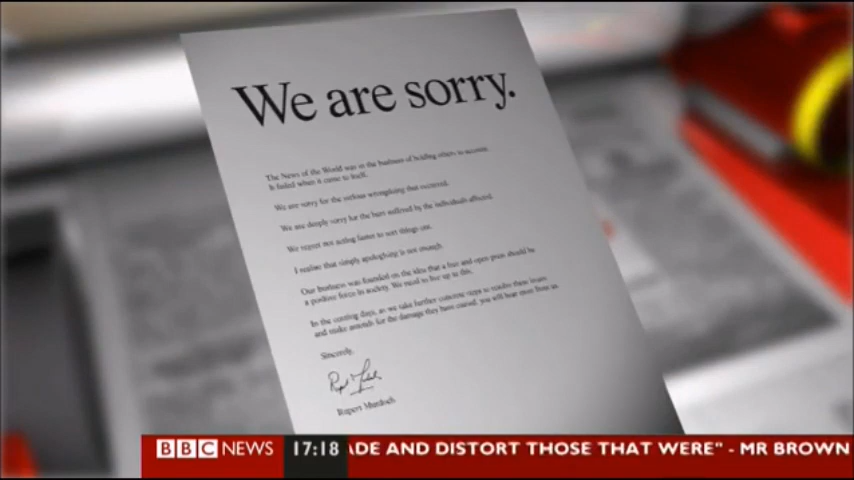 We are sorry.
The News of the World was in the business of holding others to account.
It failed when it came to itself.
We are sorry for the serious wrongdoing that occurred.
We are deeply sorry for the hurt suffered by the individuals affected.
We regret not acting faster to sort things out.
I realise that simply apologising is not enough.
Our business was founded on the idea that a free and open press should be
a positive force in society. We need to live up to this.
In the coming days, as we take further concrete steps to resolve these issues
and make amends for the damage they have caused, you will hear more from us.
Sincerely,
Rupert Murdoch
BBC NEWS 17:18 ADE AND DISTORT THOSE THAT WERE" - MR BROWN